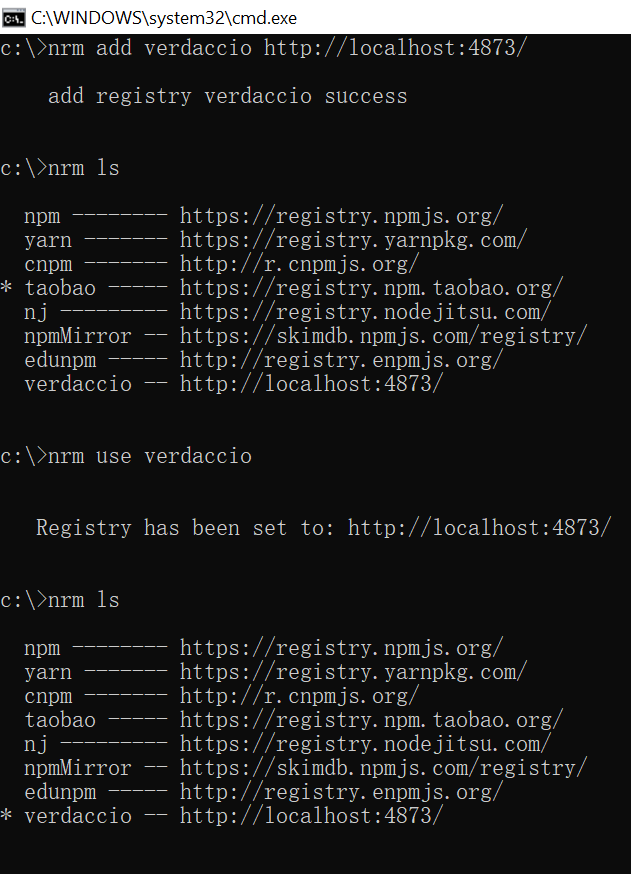 C:\WINDOWS\system32\cmd.exe
c:\>nrm add verdaccio http://localhost:4873/
add registry verdaccio success
c:\>nrm ls
npm -------- https://registry.npmjs.org/
yarn ------- https://registry.yarnpkg.com/
cnpm ------- http://r.cnpmjs.org/
* taobao ----- https://registry.npm.taobao.org/
nj --------- https://registry.nodejitsu.com/
npmMirror -- https://skimdb.npmjs.com/registry/
edunpm ----- http://registry.enpmjs.org/
verdaccio -- http://localhost:4873/
c:\>nrm use verdaccio
Registry has been set to: http://localhost:4873/
c:\>nrm ls
npm -------- https://registry.npmjs.org/
yarn ------- https://registry.yarnpkg.com/
cnpm ------- http://r.cnpmjs.org/
taobao ----- https://registry.npm.taobao.org/
nj --------- https://registry.nodejitsu.com/
npmMirror -- https://skimdb.npmjs.com/registry/
edunpm ----- http://registry.enpmjs.org/
* verdaccio -- http://localhost:4873/